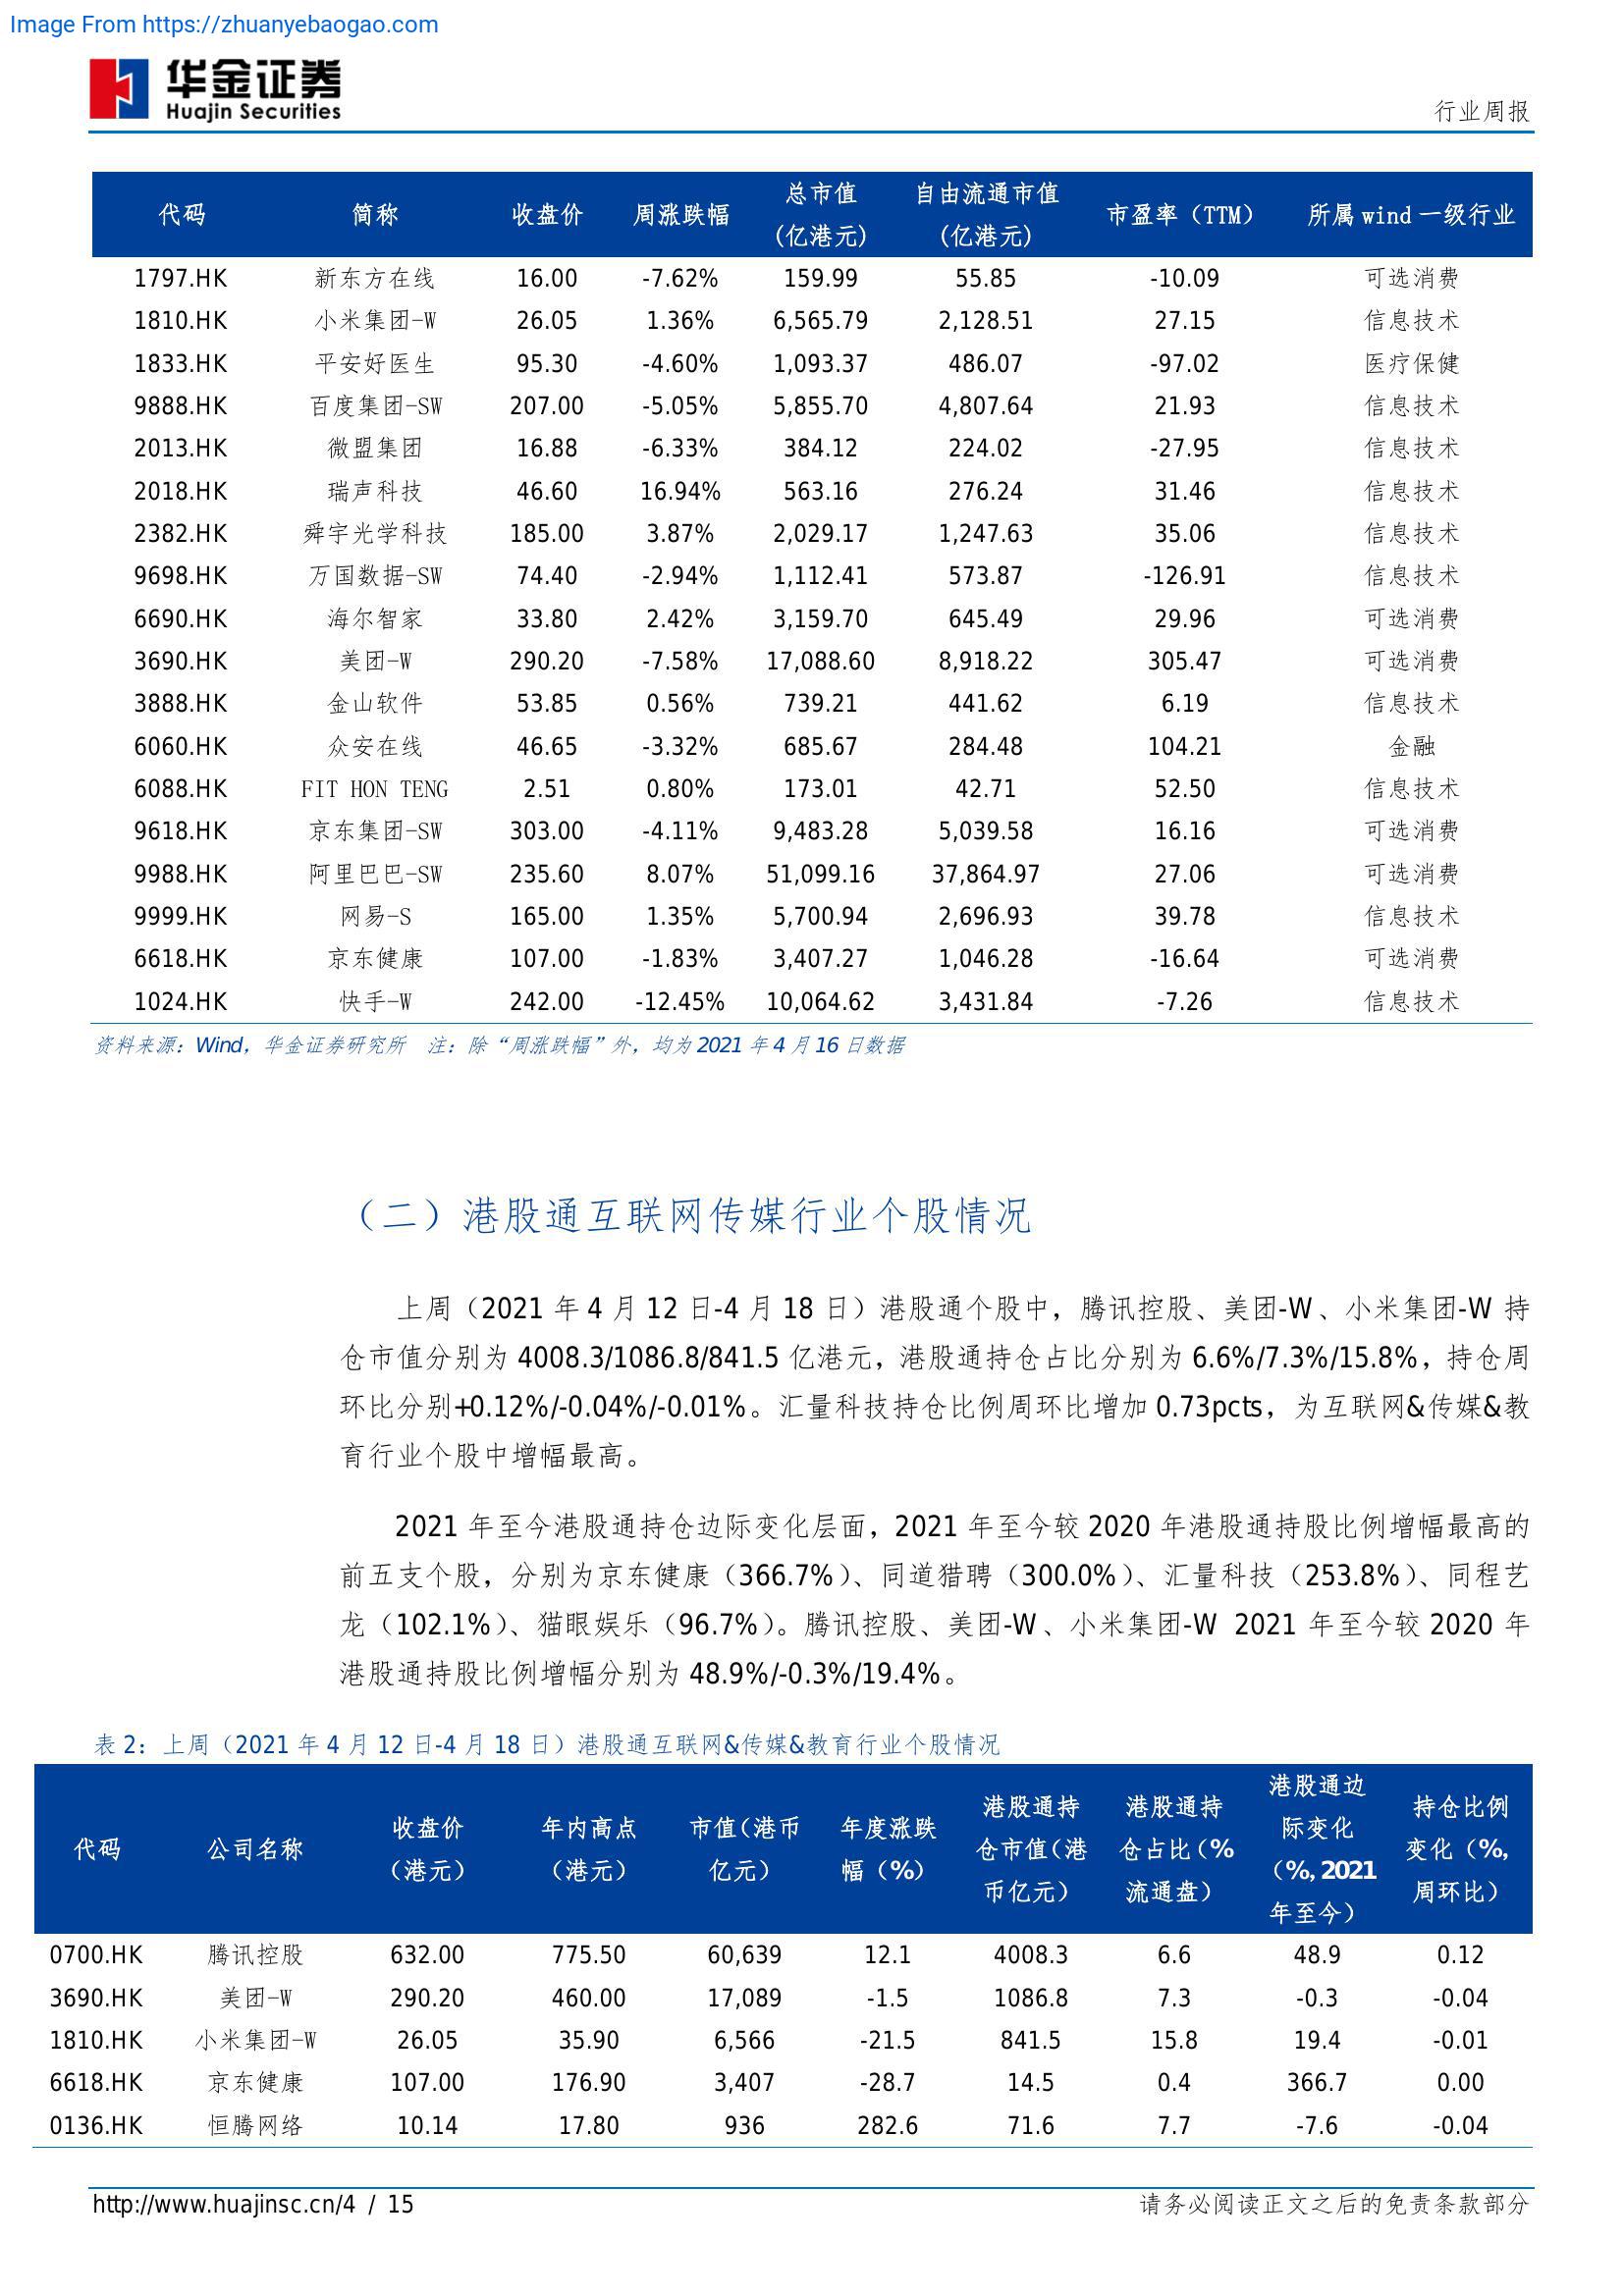 Image From https://zhuanyebaogao.com
华金证券
Huajin Securities
行业周报
代码 简称 收盘价 周涨跌幅 总市值(亿港元) 自由流通市值(亿港元) 市盈率（TTM） 所属 wind 一级行业
1797.HK 新东方在线 16.00 -7.62% 159.99 55.85 -10.09 可选消费
1810.HK 小米集团-W 26.05 1.36% 6,565.79 2,128.51 27.15 信息技术
1833.HK 平安好医生 95.30 -4.60% 1,093.37 486.07 -97.02 医疗保健
9888.HK 百度集团-SW 207.00 -5.05% 5,855.70 4,807.64 21.93 信息技术
2013.HK 微盟集团 16.88 -6.33% 384.12 224.02 -27.95 信息技术
2018.HK 瑞声科技 46.60 16.94% 563.16 276.24 31.46 信息技术
2382.HK 舜宇光学科技 185.00 3.87% 2,029.17 1,247.63 35.06 信息技术
9698.HK 万国数据-SW 74.40 -2.94% 1,112.41 573.87 -126.91 信息技术
6690.HK 海尔智家 33.80 2.42% 3,159.70 645.49 29.96 可选消费
3690.HK 美团-W 290.20 -7.58% 17,088.60 8,918.22 305.47 可选消费
3888.HK 金山软件 53.85 0.56% 739.21 441.62 6.19 信息技术
6060.HK 众安在线 46.65 -3.32% 685.67 284.48 104.21 金融
6088.HK FIT HON TENG 2.51 0.80% 173.01 42.71 52.50 信息技术
9618.HK 京东集团-SW 303.00 -4.11% 9,483.28 5,039.58 16.16 可选消费
9988.HK 阿里巴巴-SW 235.60 8.07% 51,099.16 37,864.97 27.06 可选消费
9999.HK 网易-S 165.00 1.35% 5,700.94 2,696.93 39.78 信息技术
6618.HK 京东健康 107.00 -1.83% 3,407.27 1,046.28 -16.64 可选消费
1024.HK 快手-W 242.00 -12.45% 10,064.62 3,431.84 -7.26 信息技术
资料来源：Wind，华金证券研究所 注：除“周涨跌幅”外，均为 2021 年 4 月 16 日数据
（二）港股通互联网传媒行业个股情况
上周（2021 年 4 月 12 日-4 月 18 日）港股通个股中，腾讯控股、美团-W、小米集团-W 持
仓市值分别为 4008.3/1086.8/841.5 亿港元，港股通持仓占比分别为 6.6%/7.3%/15.8%，持仓周
环比分别+0.12%/-0.04%/-0.01%。汇量科技持仓比例周环比增加 0.73pcts，为互联网&传媒&教
育行业个股中增幅最高。
2021 年至今港股通持仓边际变化层面，2021 年至今较 2020 年港股通持股比例增幅最高的
前五支个股，分别为京东健康（366.7%）、同道猎聘（300.0%）、汇量科技（253.8%）、同程艺
龙（102.1%）、猫眼娱乐（96.7%）。腾讯控股、美团-W、小米集团-W 2021 年至今较 2020 年
港股通持股比例增幅分别为 48.9%/-0.3%/19.4%。
表 2：上周（2021 年 4 月 12 日-4 月 18 日）港股通互联网&传媒&教育行业个股情况
代码 公司名称 收盘价（港元） 年内高点（港元） 市值（港币亿元） 年度涨跌幅（%） 港股通持仓市值（港币亿元） 港股通持仓占比（%流通盘） 港股通边际变化（%, 2021年至今） 持仓比例变化（%, 周环比）
0700.HK 腾讯控股 632.00 775.50 60,639 12.1 4008.3 6.6 48.9 0.12
3690.HK 美团-W 290.20 460.00 17,089 -1.5 1086.8 7.3 -0.3 -0.04
1810.HK 小米集团-W 26.05 35.90 6,566 -21.5 841.5 15.8 19.4 -0.01
6618.HK 京东健康 107.00 176.90 3,407 -28.7 14.5 0.4 366.7 0.00
0136.HK 恒腾网络 10.14 17.80 936 282.6 71.6 7.7 -7.6 -0.04
http://www.huajinsc.cn/4 / 15
请务必阅读正文之后的免责条款部分